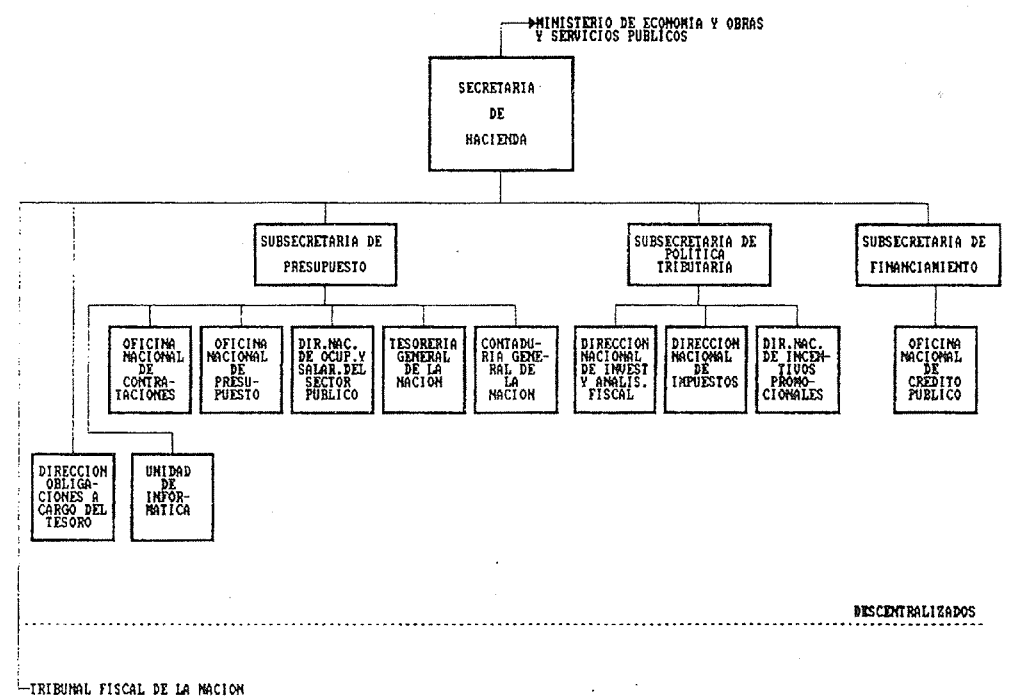 MINISTERIO DE ECONOMIA Y OBRAS
Y SERVICIOS PUBLICOS
SECRETARIA
DE
HACIENDA
SUBSECRETARIA DE
PRESUPUESTO
SUBSECRETARIA DE
POLITICA
TRIBUTARIA
SUBSECRETARIA DE
FINANCIAMIENTO
OFICINA
NACIONAL
DE
CONTRA-
TACIONES
OFICINA
NACIONAL
DE
PRESU-
PUESTO
DIR.NAC.
DE OCUP.Y
SALAR.DEL
SECTOR
PUBLICO
TESORERIA
GENERAL
DE LA
NACION
CONTADU-
RIA GENE-
RAL DE
LA
NACION
DIRECCION
NACIONAL
DE INVEST
Y ANALIS.
FISCAL
DIRECCION
NACIONAL
DE
IMPUESTOS
DIR.NAC.
DE INCEN-
TIVOS
PROMO-
CIONALES
OFICINA
NACIONAL
DE
CREDITO
PUBLICO
DIRECCION
OBLIGA-
CIONES A
CARGO DEL
TESORO
UNIDAD
DE
INFOR-
MATICA
DESCENTRALIZADOS
TRIBUNAL FISCAL DE LA NACION